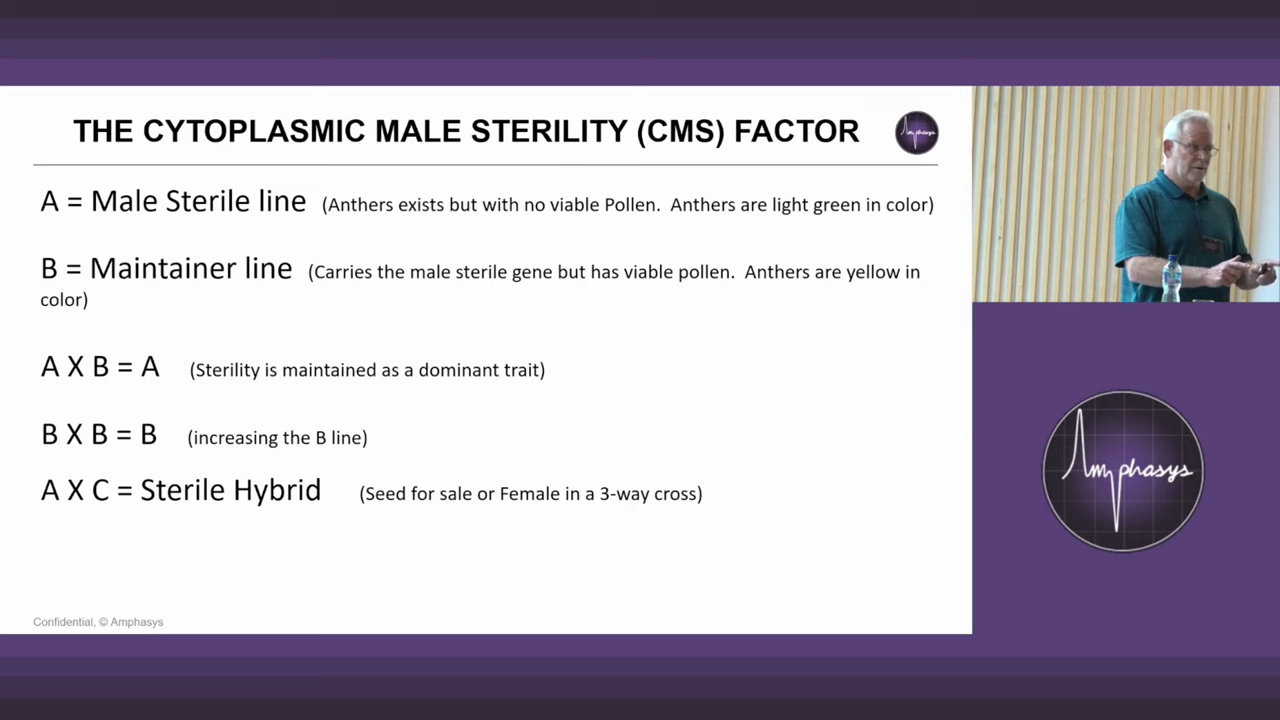 THE CYTOPLASMIC MALE STERILITY (CMS) FACTOR
Amphasys
A = Male Sterile line (Anthers exists but with no viable Pollen. Anthers are light green in color)
B = Maintainer line (Carries the male sterile gene but has viable pollen. Anthers are yellow in
color)
A X B = A (Sterility is maintained as a dominant trait)
B X B = B (increasing the B line)
A X C = Sterile Hybrid (Seed for sale or Female in a 3-way cross)
Confidential, © Amphasys
Amphasys